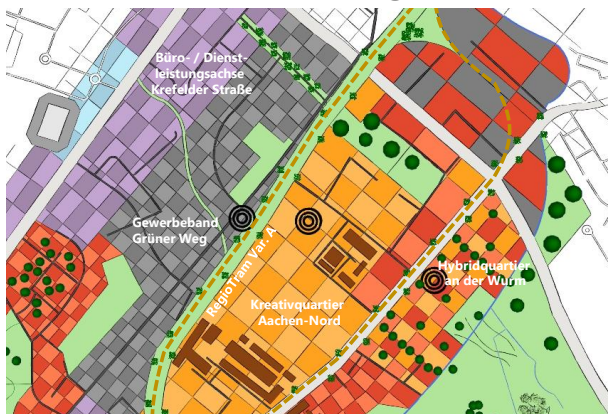 Büro- / Dienst-
leistungsachse
Krefelder Straße
Gewerbeband
Grüner Weg
RegioTram Var. A
Kreativquartier
Aachen-Nord
Hybridquartier
an der Wurm